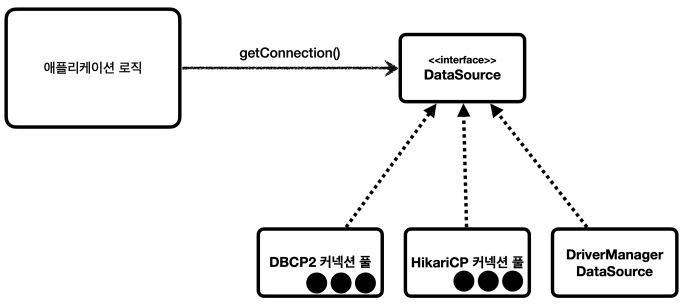 애플리케이션 로직
getConnection()
<<interface>>
DataSource
DBCP2 커넥션 풀
HikariCP 커넥션 풀
DriverManager
DataSource